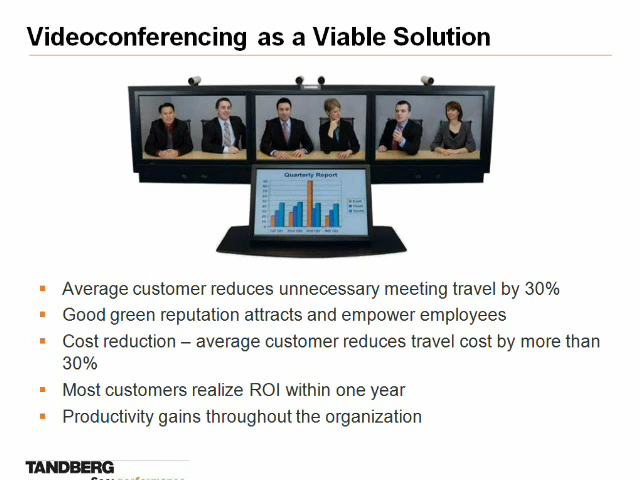 Videoconferencing as a Viable Solution
Quarterly Report
Average customer reduces unnecessary meeting travel by 30%
Good green reputation attracts and empower employees
Cost reduction – average customer reduces travel cost by more than
30%
Most customers realize ROI within one year
Productivity gains throughout the organization
TANDBERG